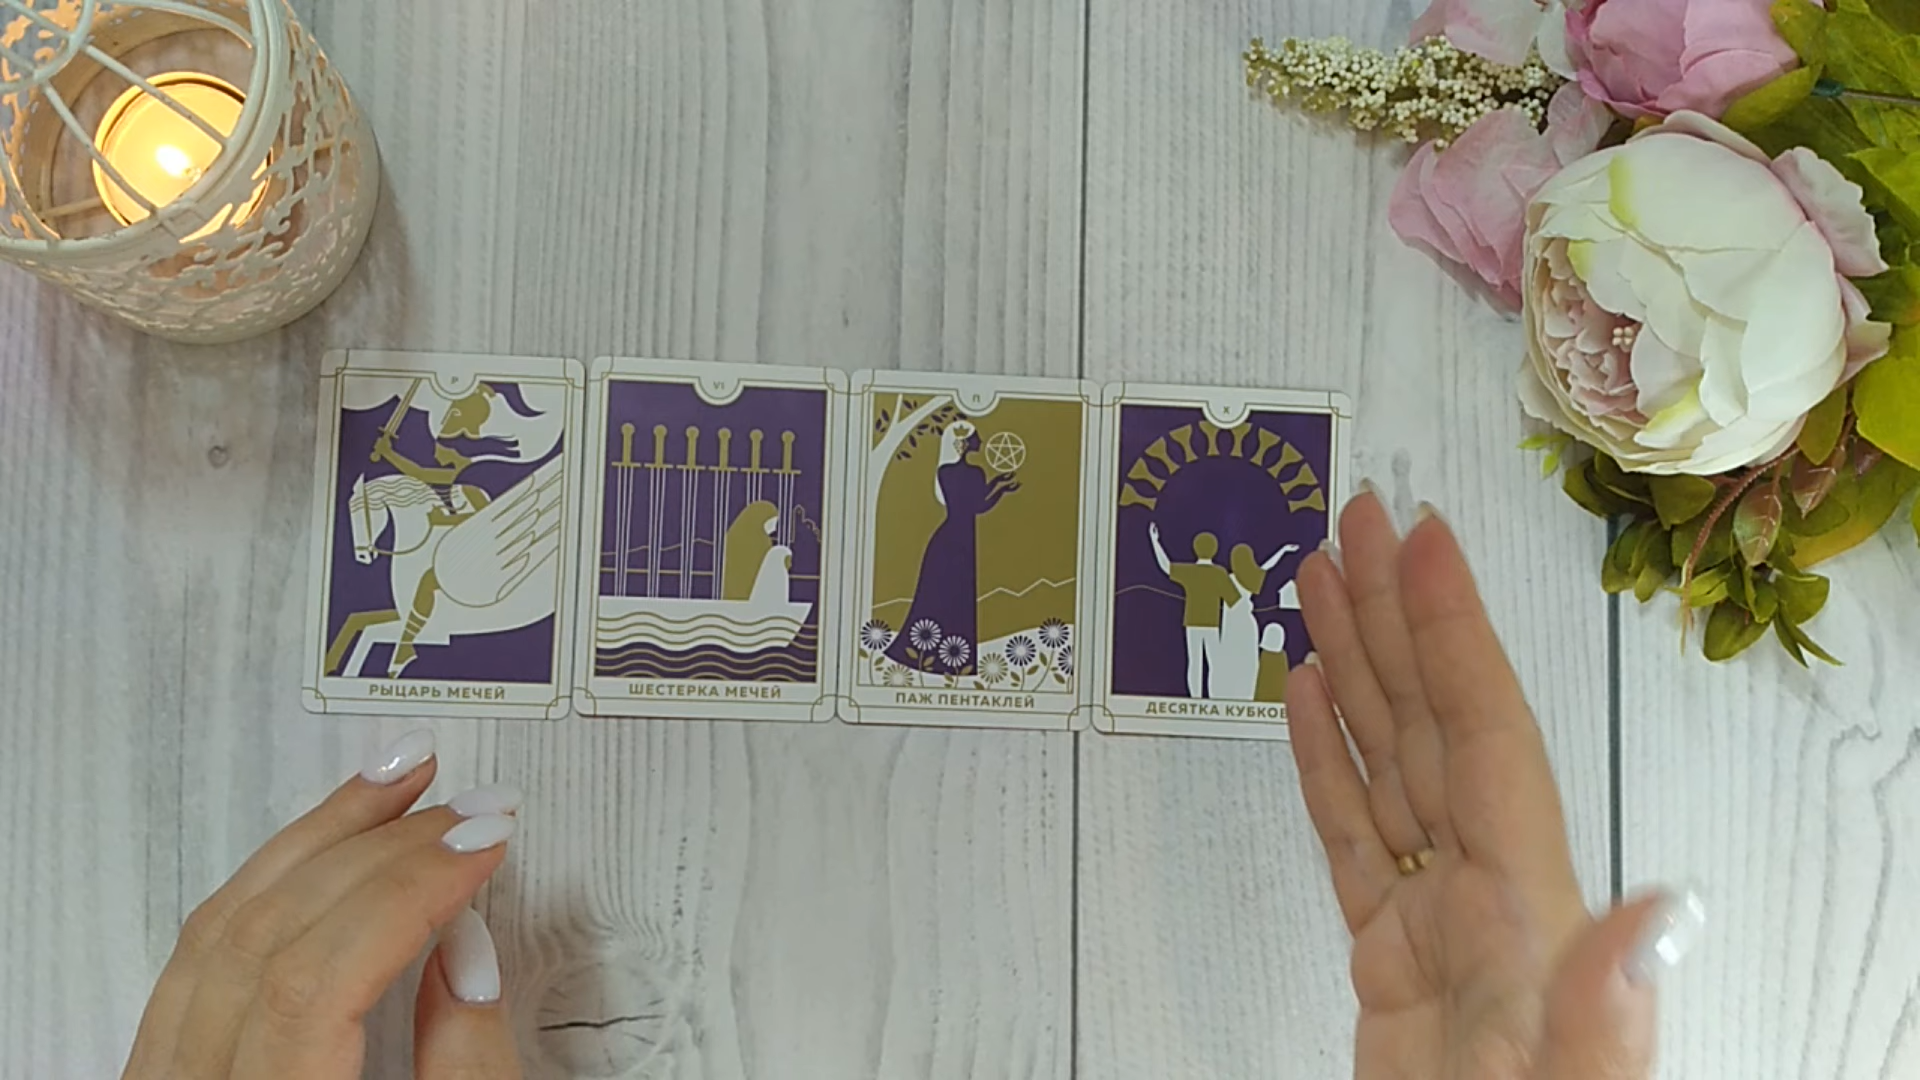 Р
VI
П
X
РЫЦАРЬ МЕЧЕЙ
ШЕСТЕРКА МЕЧЕЙ
ПАЖ ПЕНТАКЛЕЙ
ДЕСЯТКА КУБКОВ